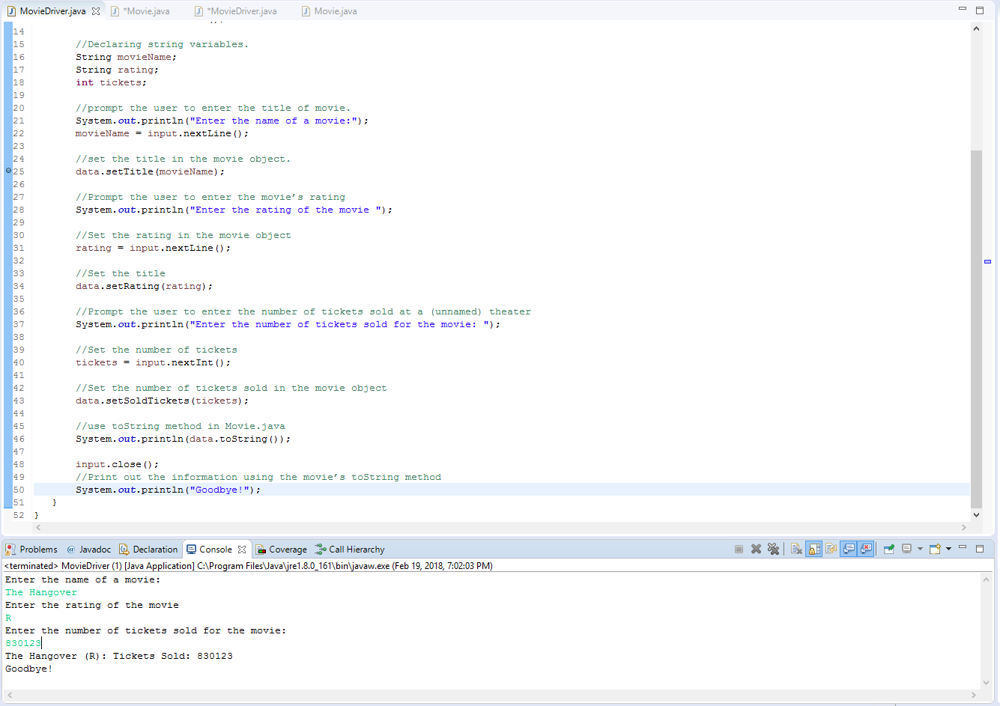 MovieDriver.java *Movie.java *MovieDriver.java Movie.java
14
15 //Declaring string variables.
16 String movieName;
17 String rating;
18 int tickets;
19
20 //prompt the user to enter the title of movie.
21 System.out.println("Enter the name of a movie:");
22 movieName = input.nextLine();
23
24 //set the title in the movie object.
25 data.setTitle(movieName);
26
27 //Prompt the user to enter the movie’s rating
28 System.out.println("Enter the rating of the movie ");
29
30 //Set the rating in the movie object
31 rating = input.nextLine();
32
33 //Set the title
34 data.setRating(rating);
35
36 //Prompt the user to enter the number of tickets sold at a (unnamed) theater
37 System.out.println("Enter the number of tickets sold for the movie: ");
38
39 //Set the number of tickets
40 tickets = input.nextInt();
41
42 //Set the number of tickets sold in the movie object
43 data.setSoldTickets(tickets);
44
45 //use toString method in Movie.java
46 System.out.println(data.toString());
47
48 input.close();
49 //Print out the information using the movie’s toString method
50 System.out.println("Goodbye!");
51 }
52 }
Problems @ Javadoc Declaration Console Coverage Call Hierarchy
<terminated> MovieDriver (1) [Java Application] C:\Program Files\Java\jre1.8.0_161\bin\javaw.exe (Feb 19, 2018, 7:02:03 PM)
Enter the name of a movie:
The Hangover
Enter the rating of the movie
R
Enter the number of tickets sold for the movie:
830123
The Hangover (R): Tickets Sold: 830123
Goodbye!